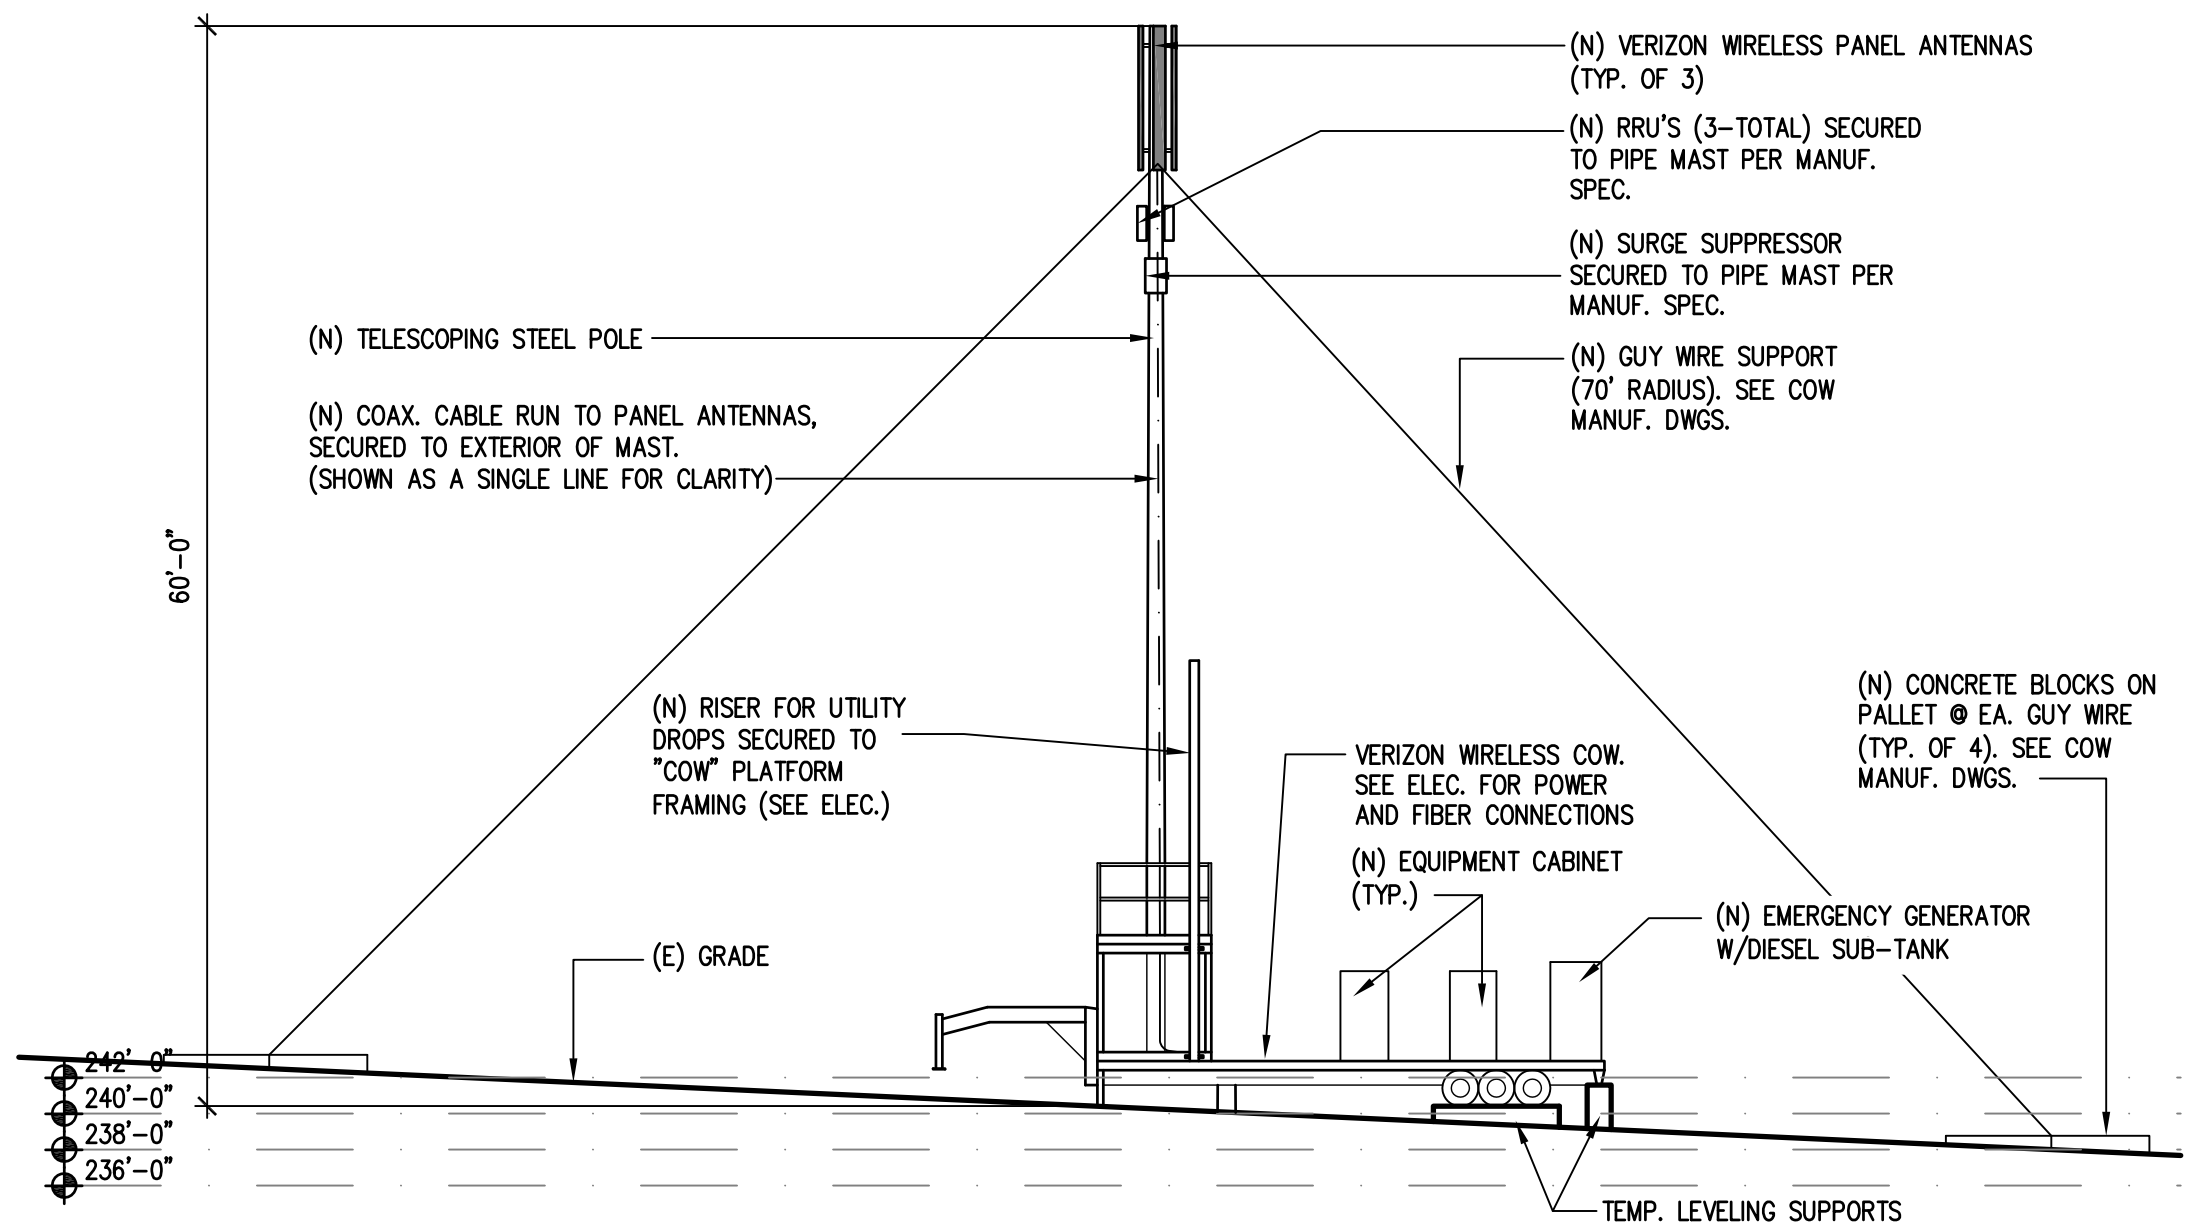 (N) VERIZON WIRELESS PANEL ANTENNAS
(TYP. OF 3)
(N) RRU'S (3-TOTAL) SECURED
TO PIPE MAST PER MANUF.
SPEC.
(N) SURGE SUPPRESSOR
SECURED TO PIPE MAST PER
MANUF. SPEC.
(N) TELESCOPING STEEL POLE
(N) GUY WIRE SUPPORT
(70' RADIUS). SEE COW
MANUF. DWGS.
(N) COAX. CABLE RUN TO PANEL ANTENNAS,
SECURED TO EXTERIOR OF MAST.
(SHOWN AS A SINGLE LINE FOR CLARITY)
60'-0"
(N) RISER FOR UTILITY
DROPS SECURED TO
"COW" PLATFORM
FRAMING (SEE ELEC.)
(N) CONCRETE BLOCKS ON
PALLET @ EA. GUY WIRE
(TYP. OF 4). SEE COW
MANUF. DWGS.
VERIZON WIRELESS COW.
SEE ELEC. FOR POWER
AND FIBER CONNECTIONS
(N) EQUIPMENT CABINET
(TYP.)
(N) EMERGENCY GENERATOR
W/DIESEL SUB-TANK
(E) GRADE
242'-0"
240'-0"
238'-0"
236'-0"
TEMP. LEVELING SUPPORTS